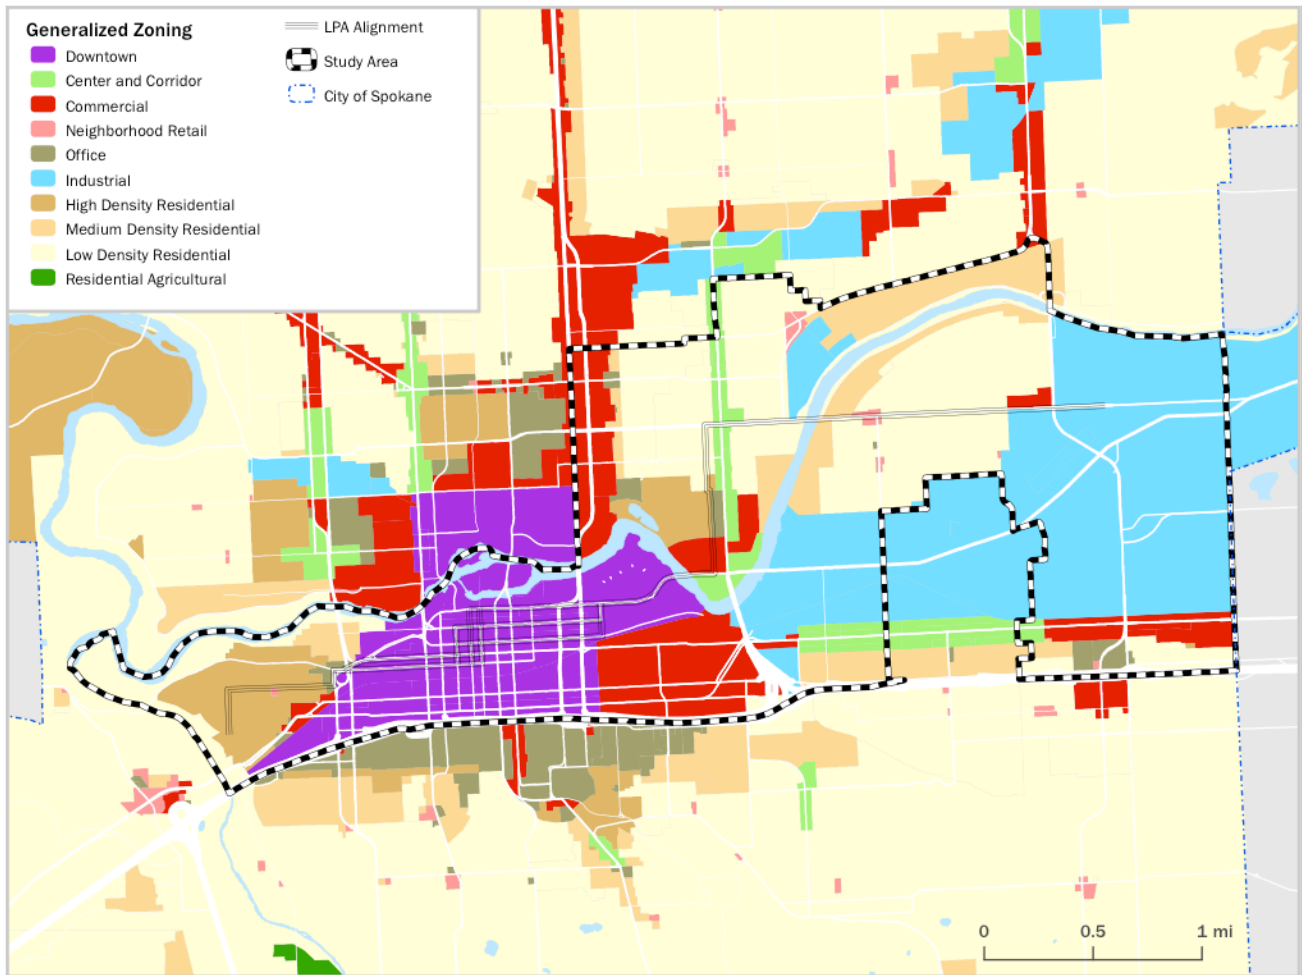 Generalized Zoning
Downtown
Center and Corridor
Commercial
Neighborhood Retail
Office
Industrial
High Density Residential
Medium Density Residential
Low Density Residential
Residential Agricultural
LPA Alignment
Study Area
City of Spokane
0 0.5 1 mi